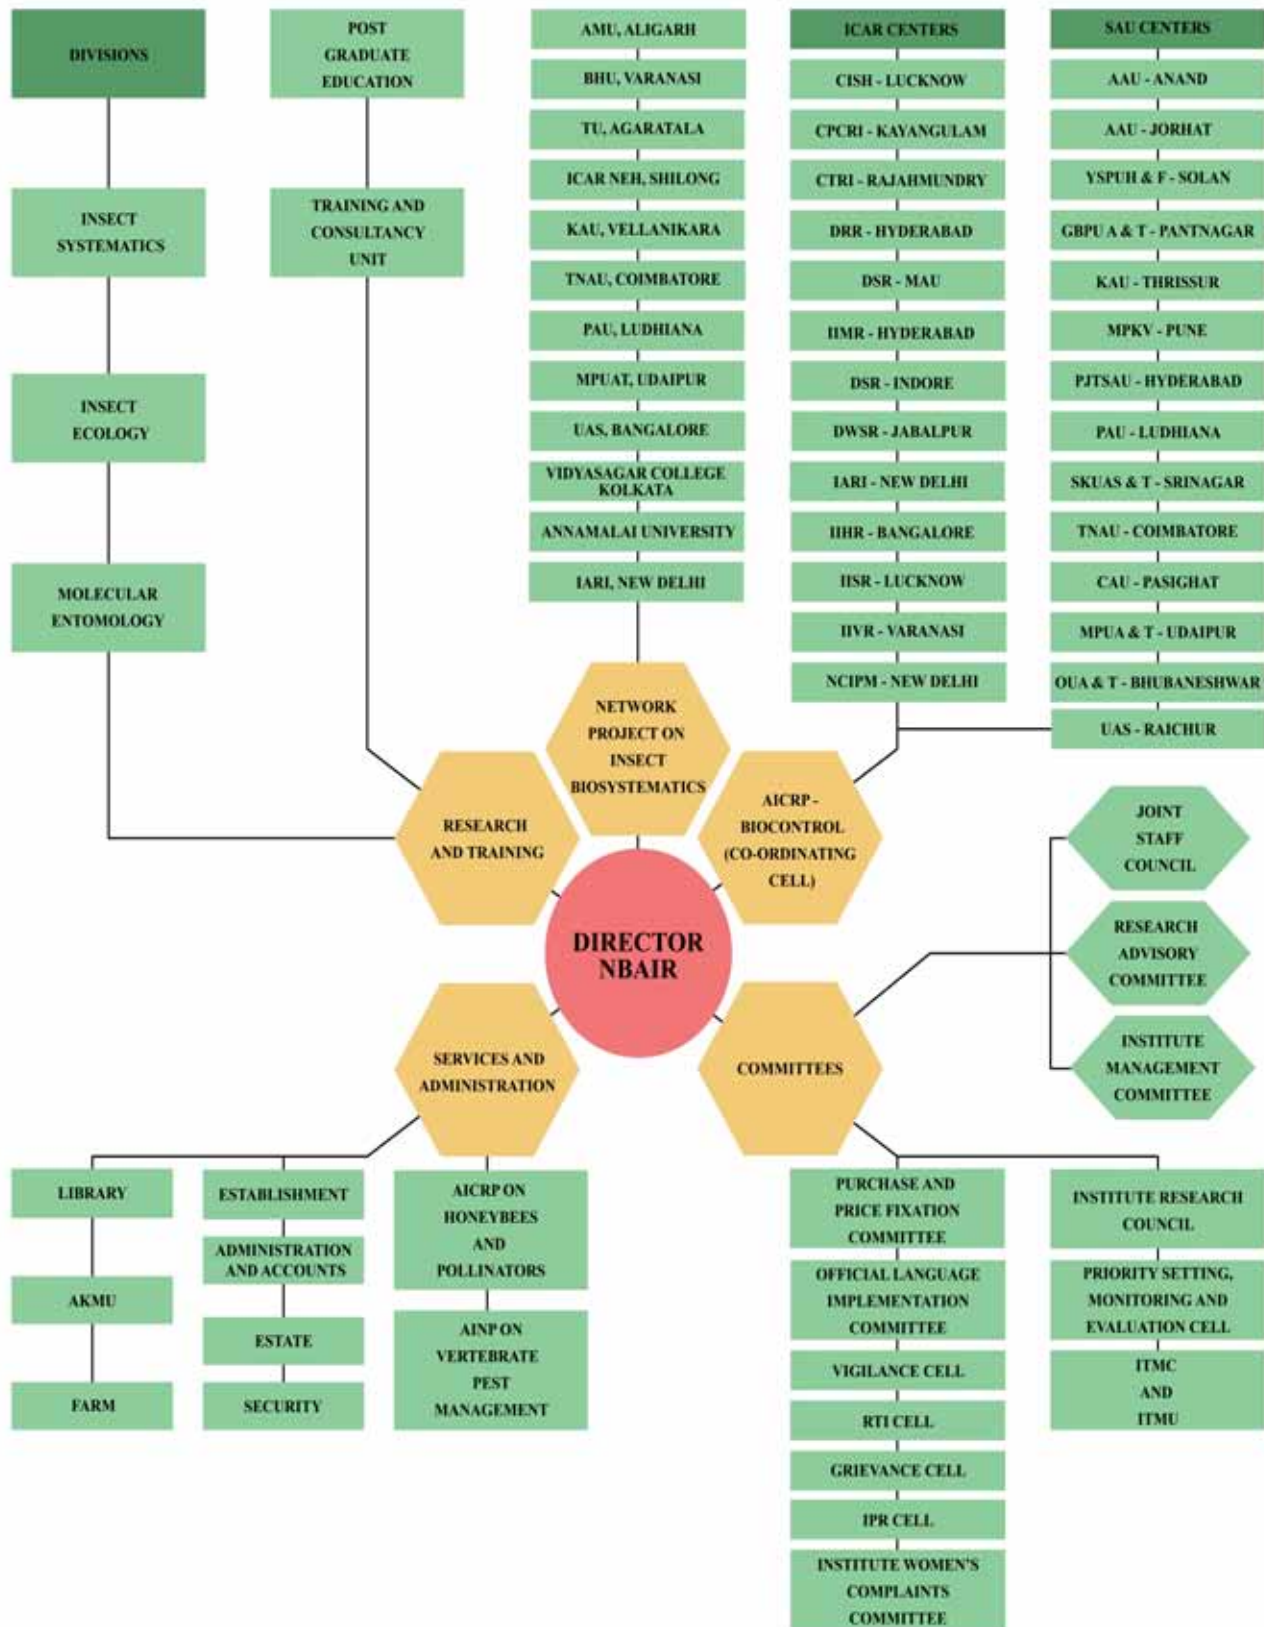 DIVISIONS
INSECT
SYSTEMATICS
INSECT
ECOLOGY
MOLECULAR
ENTOMOLOGY
POST
GRADUATE
EDUCATION
TRAINING AND
CONSULTANCY
UNIT
AMU, ALIGARH
BHU, VARANASI
TU, AGARATALA
ICAR NEH, SHILONG
KAU, VELLANIKARA
TNAU, COIMBATORE
PAU, LUDHIANA
MPUAT, UDAIPUR
UAS, BANGALORE
VIDYASAGAR COLLEGE
KOLKATA
ANNAMALAI UNIVERSITY
IARI, NEW DELHI
ICAR CENTERS
CISH - LUCKNOW
CPCRI - KAYANGULAM
CTRI - RAJAHMUNDRY
DRR - HYDERABAD
DSR - MAU
IIMR - HYDERABAD
DSR - INDORE
DWSR - JABALPUR
IARI - NEW DELHI
IIHR - BANGALORE
IISR - LUCKNOW
IIVR - VARANASI
NCIPM - NEW DELHI
SAU CENTERS
AAU - ANAND
AAU - JORHAT
YSPUH & F - SOLAN
GBPU A & T - PANTNAGAR
KAU - THRISSUR
MPKV - PUNE
PJTSAU - HYDERABAD
PAU - LUDHIANA
SKUAS & T - SRINAGAR
TNAU - COIMBATORE
CAU - PASIGHAT
MPUA & T - UDAIPUR
OUA & T - BHUBANESHWAR
UAS - RAICHUR
NETWORK
PROJECT ON
INSECT
BIOSYSTEMATICS
RESEARCH
AND TRAINING
AICRP -
BIOCONTROL
(CO-ORDINATING
CELL)
DIRECTOR
NBAIR
JOINT
STAFF
COUNCIL
RESEARCH
ADVISORY
COMMITTEE
INSTITUTE
MANAGEMENT
COMMITTEE
SERVICES AND
ADMINISTRATION
COMMITTEES
LIBRARY
AKMU
FARM
ESTABLISHMENT
ADMINISTRATION
AND ACCOUNTS
ESTATE
SECURITY
AICRP ON
HONEYBEES
AND
POLLINATORS
AINP ON
VERTEBRATE
PEST
MANAGEMENT
PURCHASE AND
PRICE FIXATION
COMMITTEE
OFFICIAL LANGUAGE
IMPLEMENTATION
COMMITTEE
VIGILANCE CELL
RTI CELL
GRIEVANCE CELL
IPR CELL
INSTITUTE WOMEN'S
COMPLAINTS
COMMITTEE
INSTITUTE RESEARCH
COUNCIL
PRIORITY SETTING,
MONITORING AND
EVALUATION CELL
ITMC
AND
ITMU